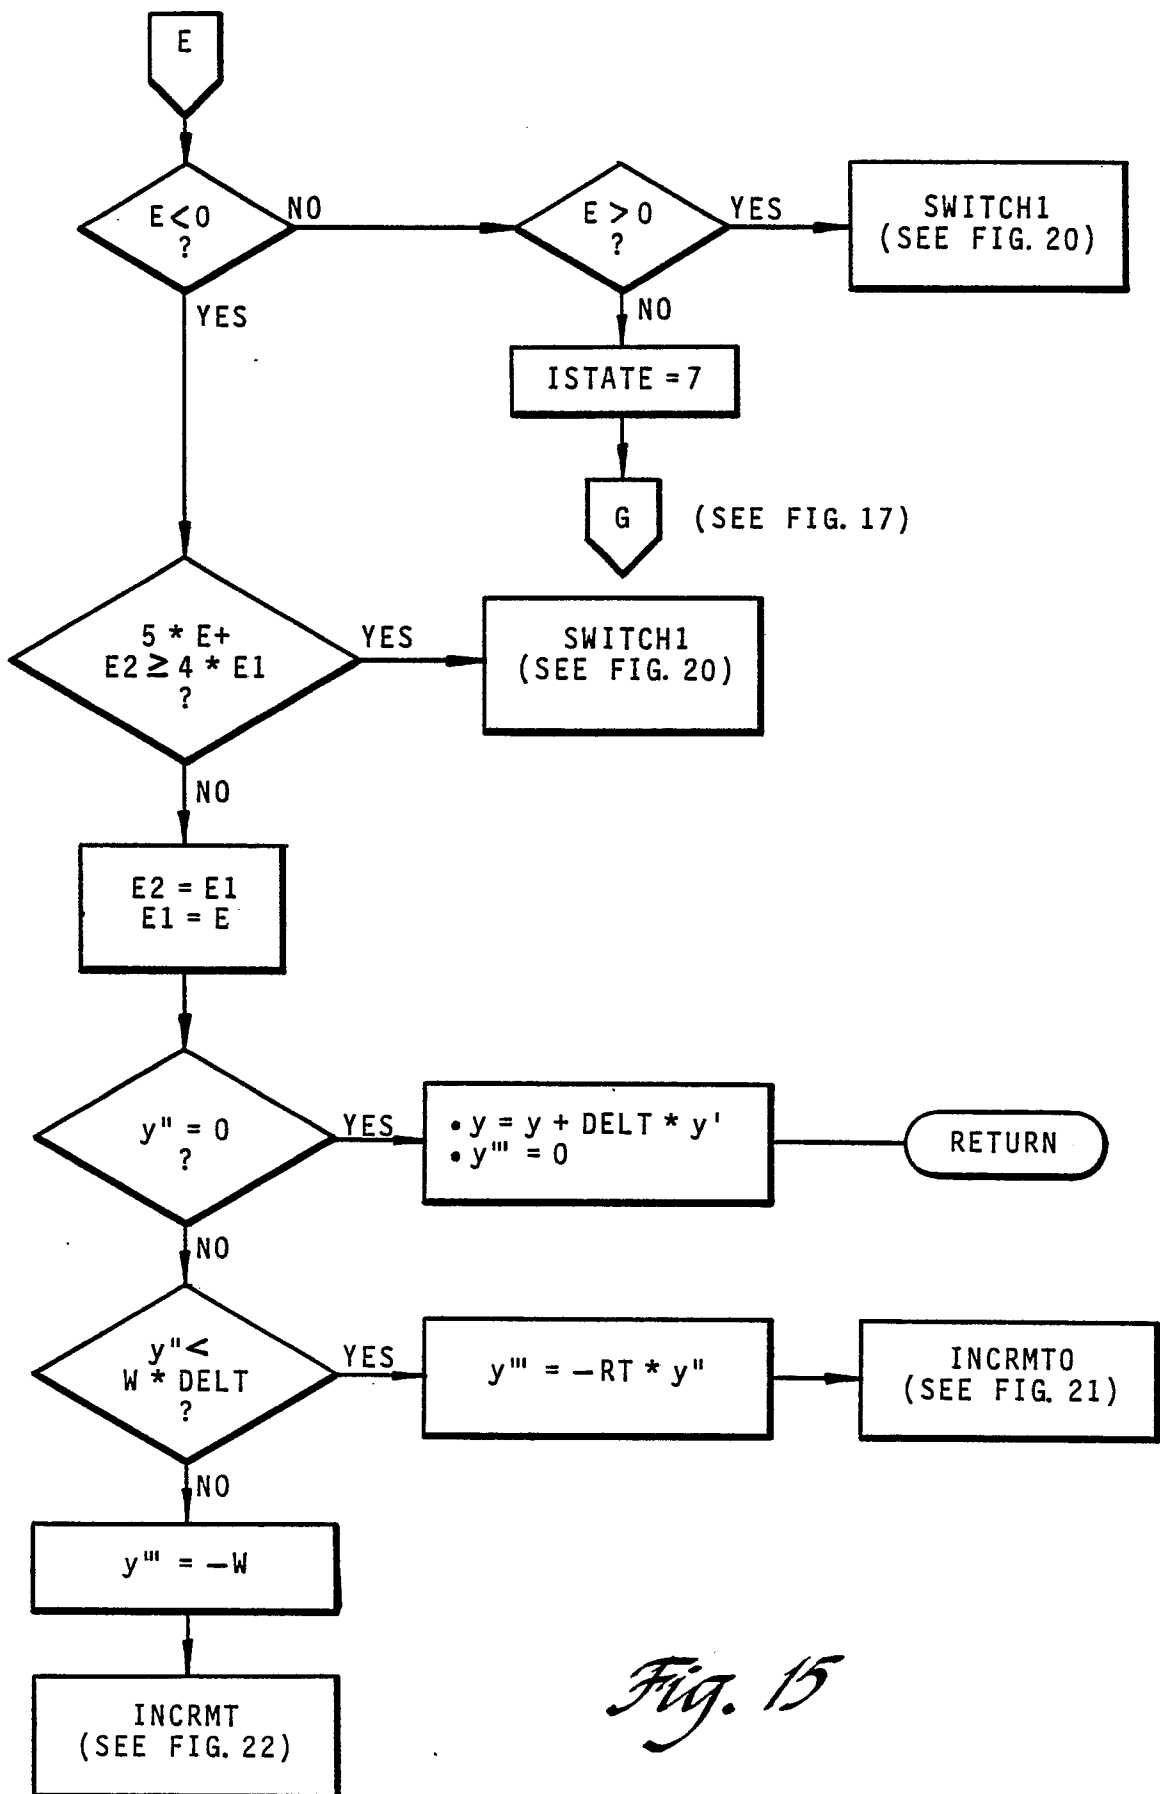 E
E<0
?
NO
E>0
?
YES
SWITCH1
(SEE FIG. 20)
YES
NO
ISTATE = 7
G
(SEE FIG. 17)
5 * E+
E2 ≥ 4 * E1
?
YES
SWITCH1
(SEE FIG. 20)
NO
E2 = E1
E1 = E
y" = 0
?
YES
• y = y + DELT * y'
• y''' = 0
RETURN
NO
y" <
W * DELT
?
YES
y''' = —RT * y"
INCRMT0
(SEE FIG. 21)
NO
y''' = —W
INCRMT
(SEE FIG. 22)
Fig. 15